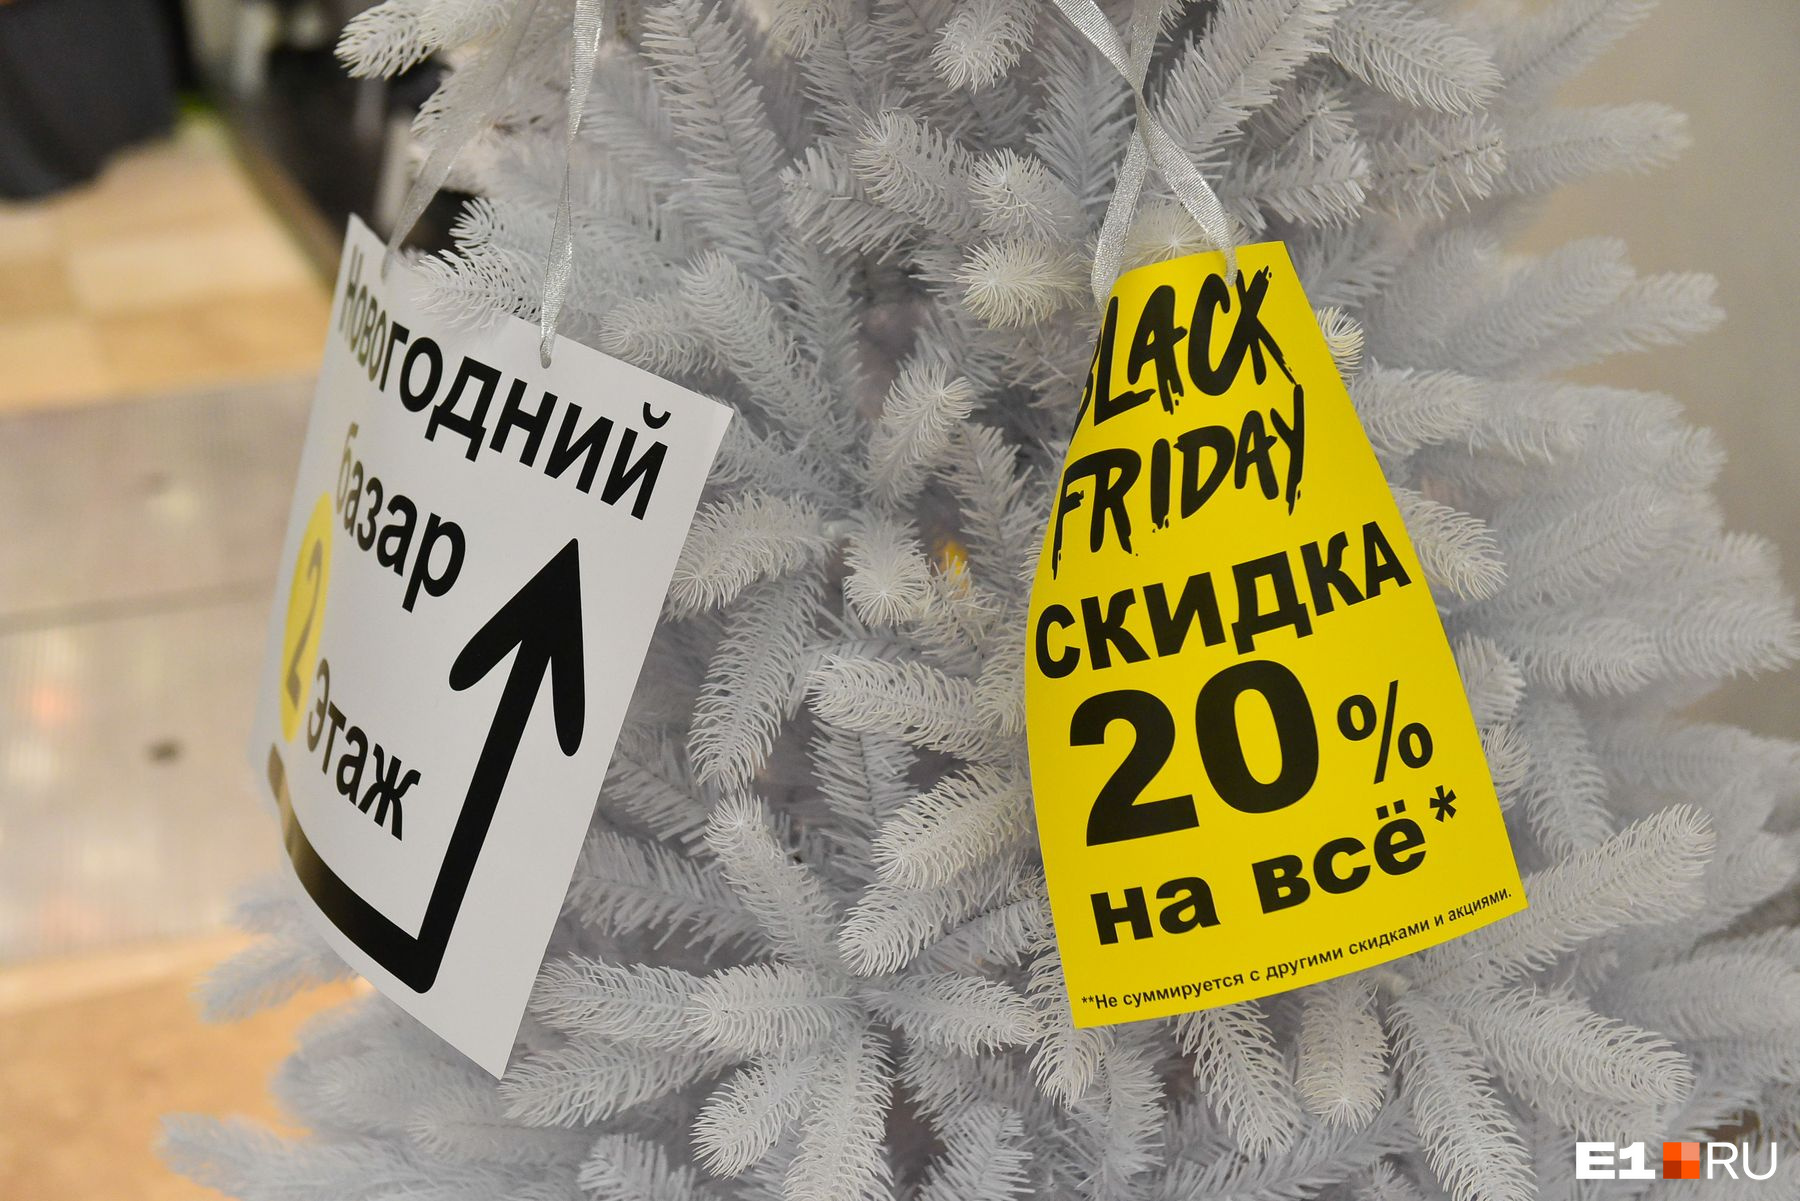 Новогодний
базар
2
Этаж
BLACK
FRIDAY
СКИДКА
20%
на всё*
**Не суммируется с другими скидками и акциями.
E1.RU